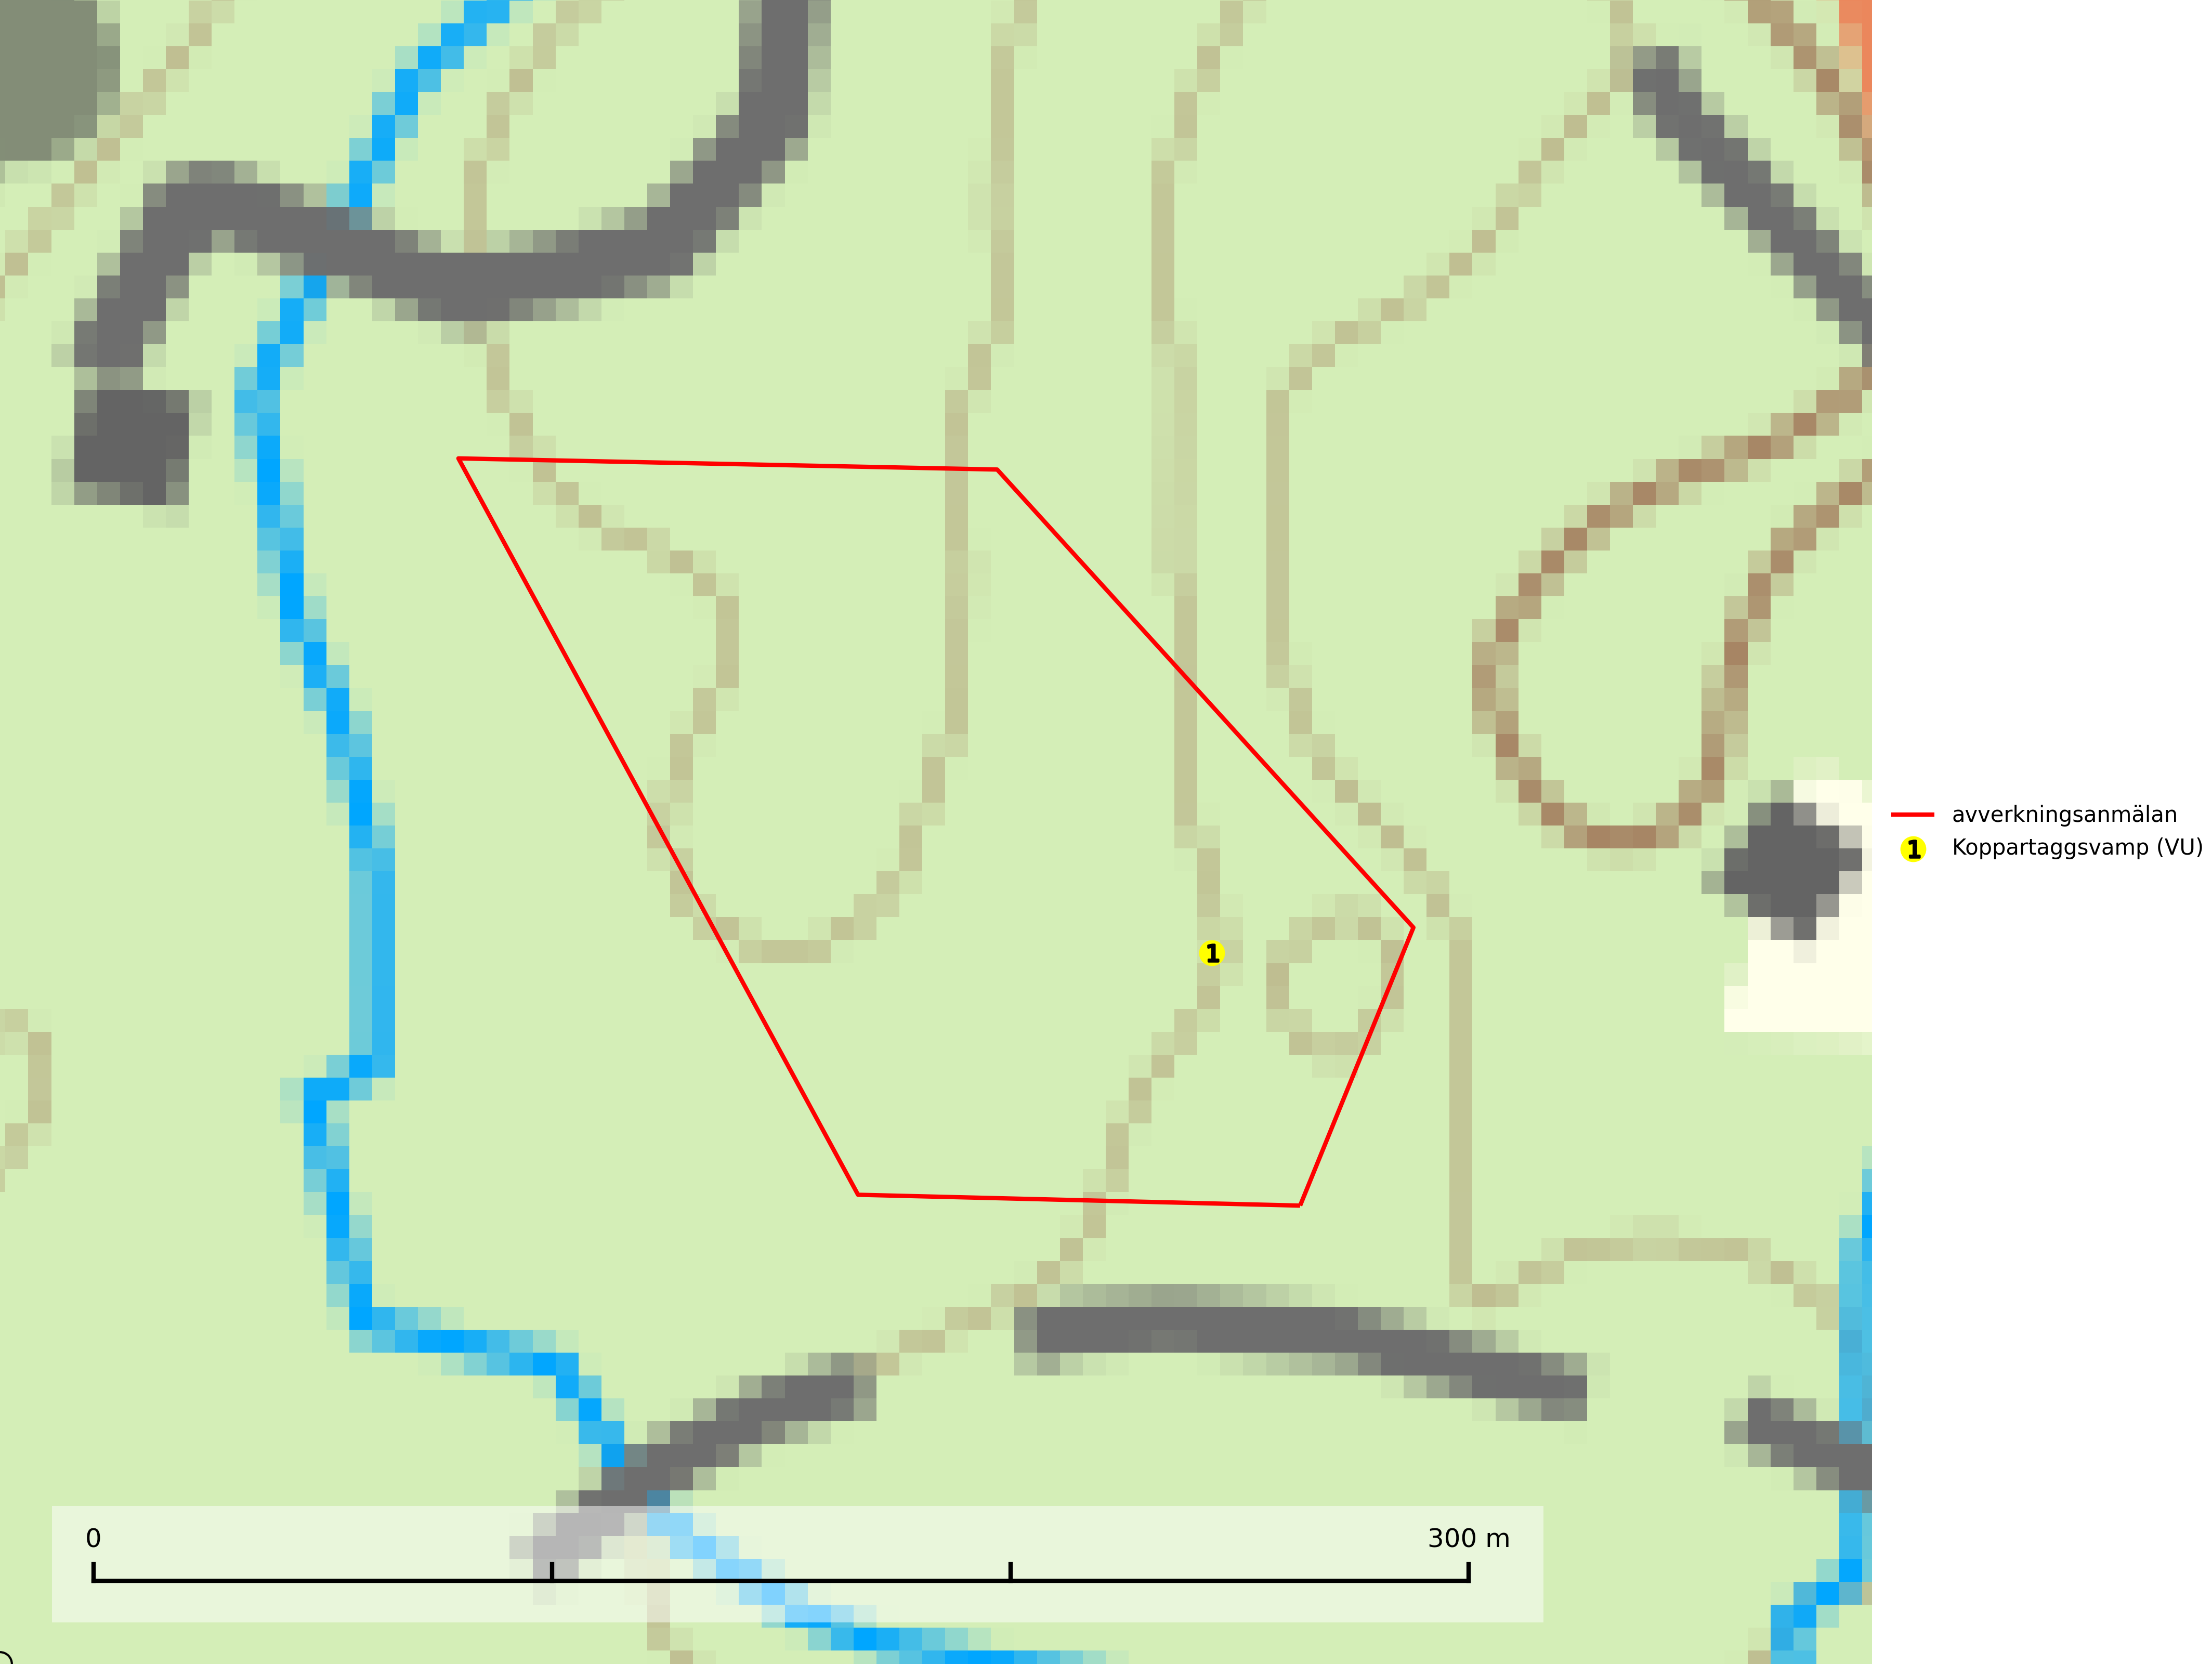 avverkningsanmälan
1 Koppartaggsvamp (VU)
1
0 300 m